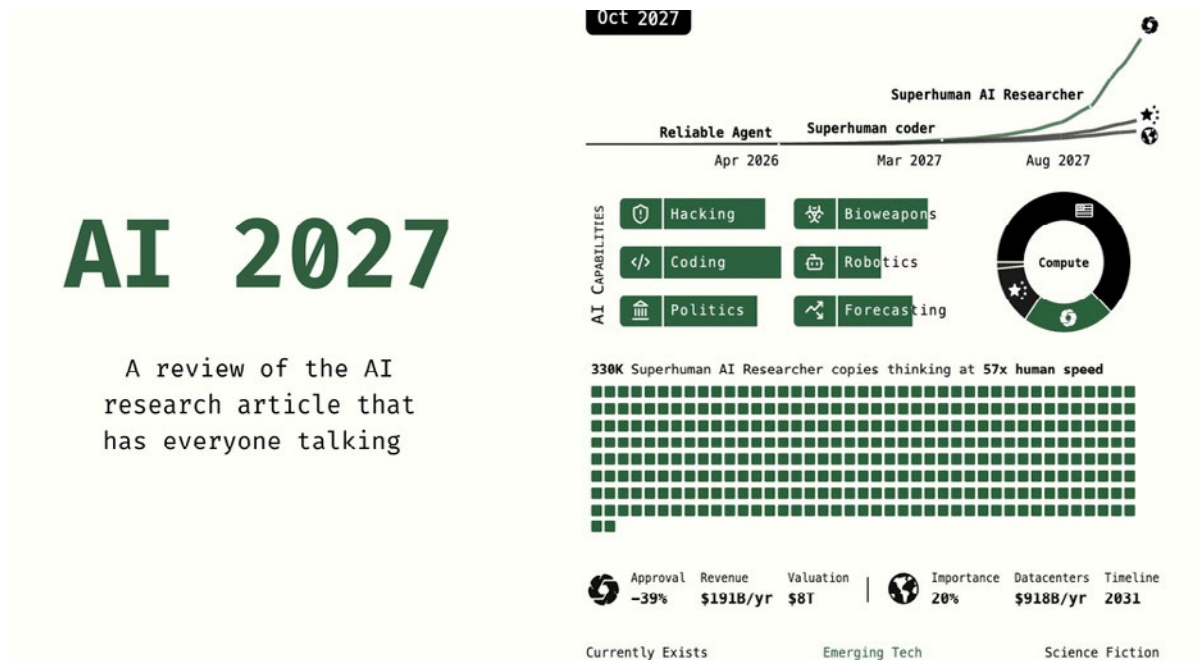 AI 2027
A review of the AI
research article that
has everyone talking
Oct 2027
Superhuman AI Researcher
Reliable Agent
Superhuman coder
Apr 2026
Mar 2027
Aug 2027
AI CAPABILITIES
Hacking
Bioweapons
Coding
Robotics
Politics
Forecasting
Compute
330K Superhuman AI Researcher copies thinking at 57x human speed
Approval
-39%
Revenue
$191B/yr
Valuation
$8T
Importance
20%
Datacenters
$918B/yr
Timeline
2031
Currently Exists
Emerging Tech
Science Fiction